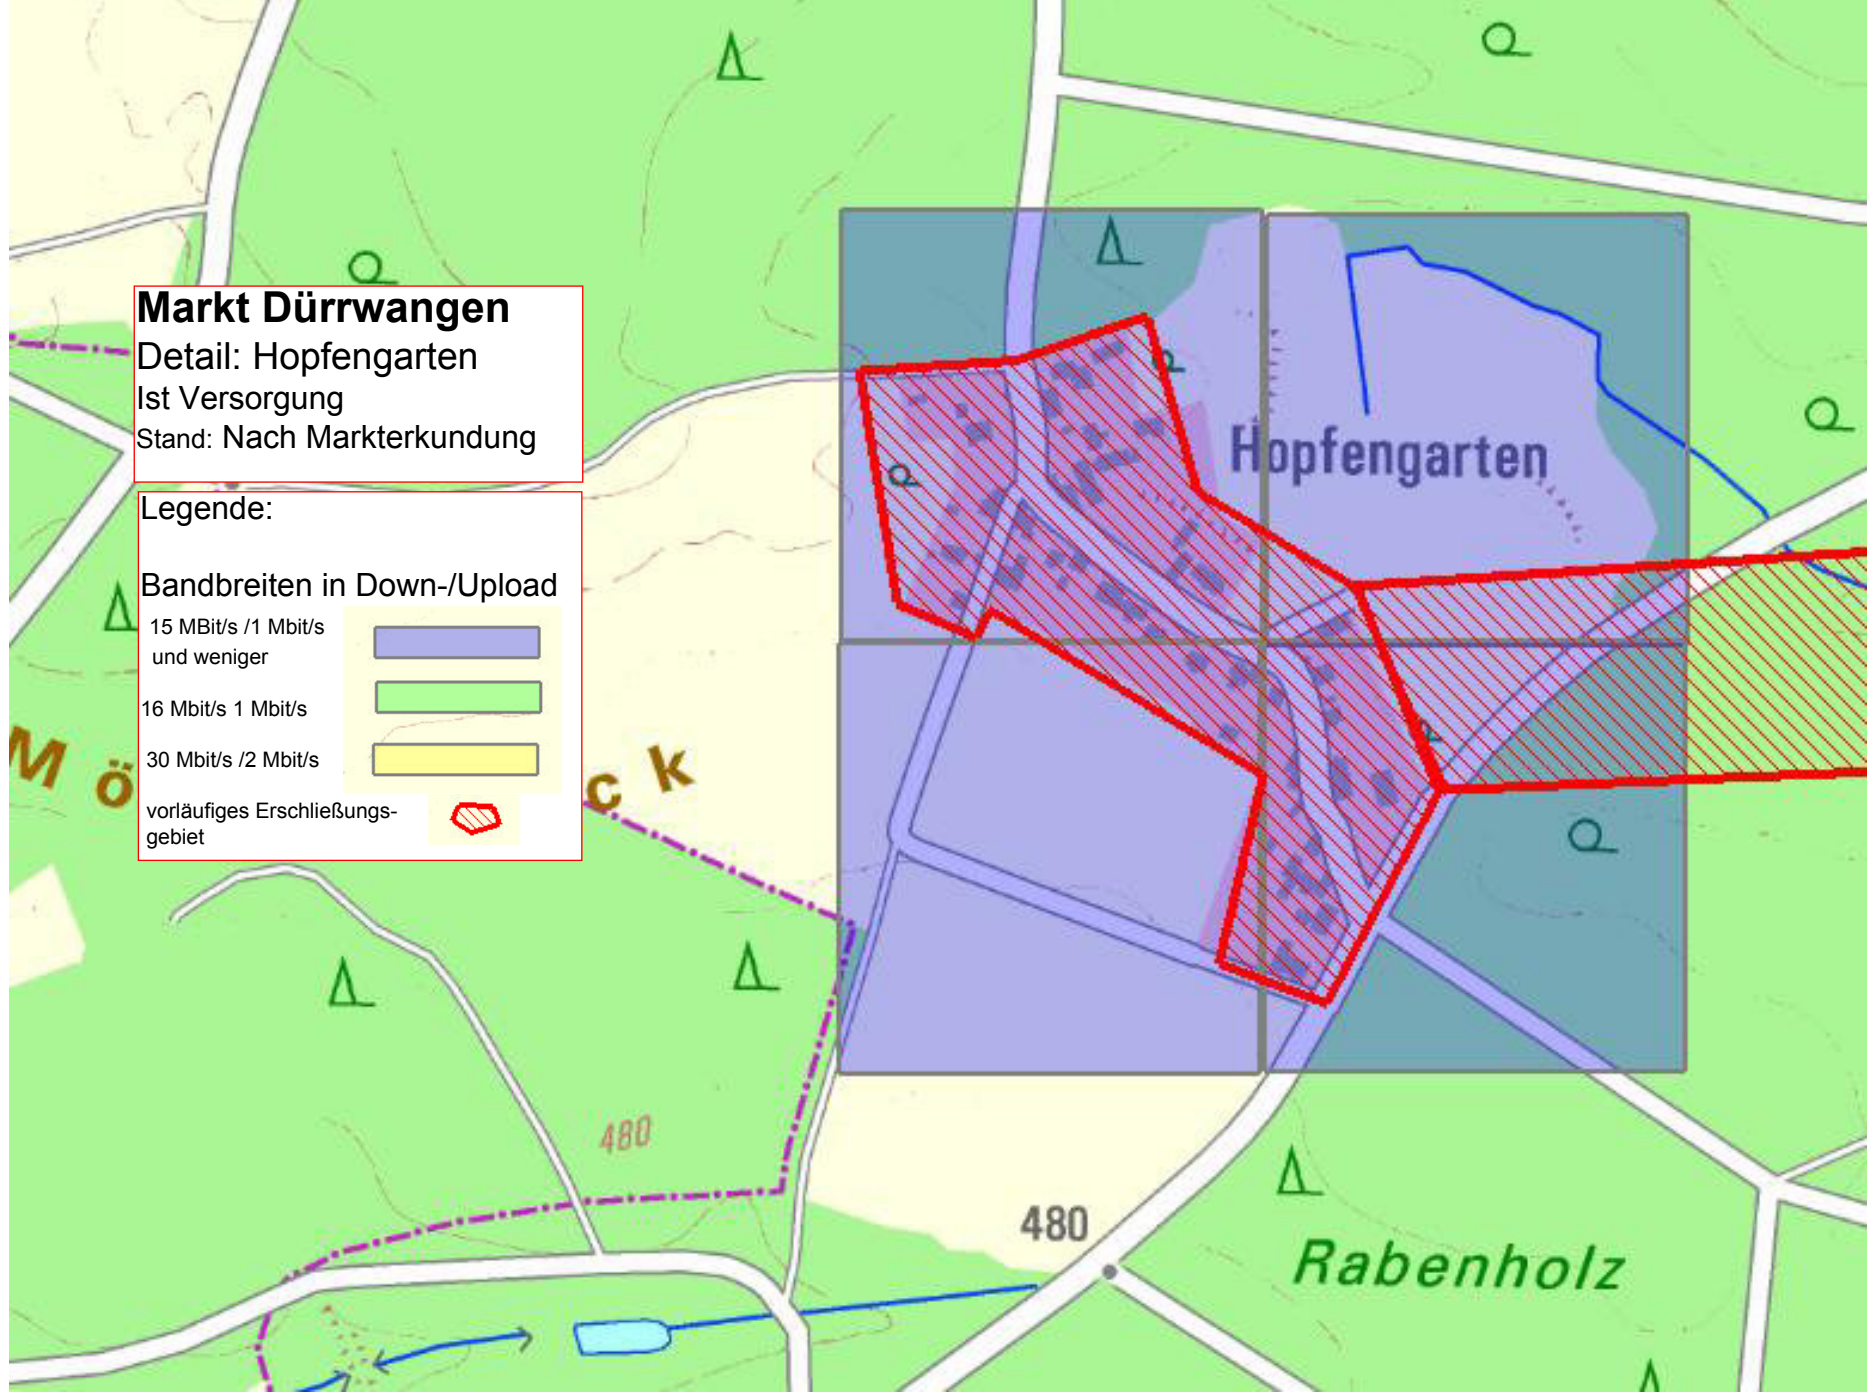 Markt Dürrwangen
Detail: Hopfengarten
Ist Versorgung
Stand: Nach Markterkundung
Legende:
Bandbreiten in Down-/Upload
15 MBit/s /1 Mbit/s
und weniger
16 Mbit/s 1 Mbit/s
30 Mbit/s /2 Mbit/s
vorläufiges Erschließungs-
gebiet
Hopfengarten
M ö ck
480
480
Rabenholz